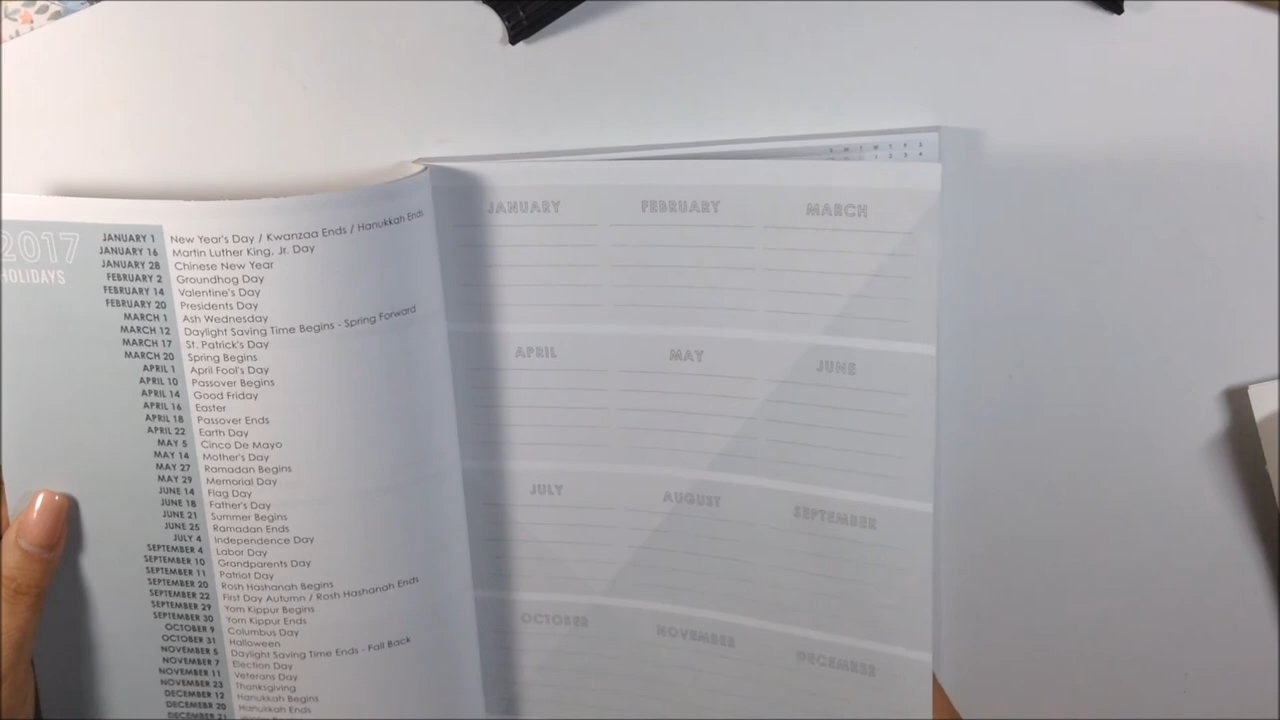 2017
HOLIDAYS
JANUARY 1 New Year's Day / Kwanzaa Ends / Hanukkah Ends
JANUARY 16 Martin Luther King, Jr. Day
JANUARY 28 Chinese New Year
FEBRUARY 2 Groundhog Day
FEBRUARY 14 Valentine's Day
FEBRUARY 20 Presidents Day
MARCH 1 Ash Wednesday
MARCH 12 Daylight Saving Time Begins - Spring Forward
MARCH 17 St. Patrick's Day
MARCH 20 Spring Begins
APRIL 1 April Fool's Day
APRIL 10 Passover Begins
APRIL 14 Good Friday
APRIL 16 Easter
APRIL 18 Passover Ends
APRIL 22 Earth Day
MAY 5 Cinco De Mayo
MAY 14 Mother's Day
MAY 27 Ramadan Begins
MAY 29 Memorial Day
JUNE 14 Flag Day
JUNE 18 Father's Day
JUNE 21 Summer Begins
JUNE 25 Ramadan Ends
JULY 4 Independence Day
SEPTEMBER 4 Labor Day
SEPTEMBER 10 Grandparents Day
SEPTEMBER 11 Patriot Day
SEPTEMBER 20 Rosh Hashanah Begins
SEPTEMBER 22 First Day Autumn / Rosh Hashanah Ends
SEPTEMBER 29 Yom Kippur Begins
SEPTEMBER 30 Yom Kippur Ends
OCTOBER 9 Columbus Day
OCTOBER 31 Halloween
NOVEMBER 5 Daylight Saving Time Ends - Fall Back
NOVEMBER 7 Election Day
NOVEMBER 11 Veterans Day
NOVEMBER 23 Thanksgiving
DECEMBER 12 Hanukkah Begins
DECEMBER 20 Hanukkah Ends
DECEMBER 21
S M T W T F S
1 2 3 4
JANUARY FEBRUARY MARCH
APRIL MAY JUNE
JULY AUGUST SEPTEMBER
OCTOBER NOVEMBER DECEMBER